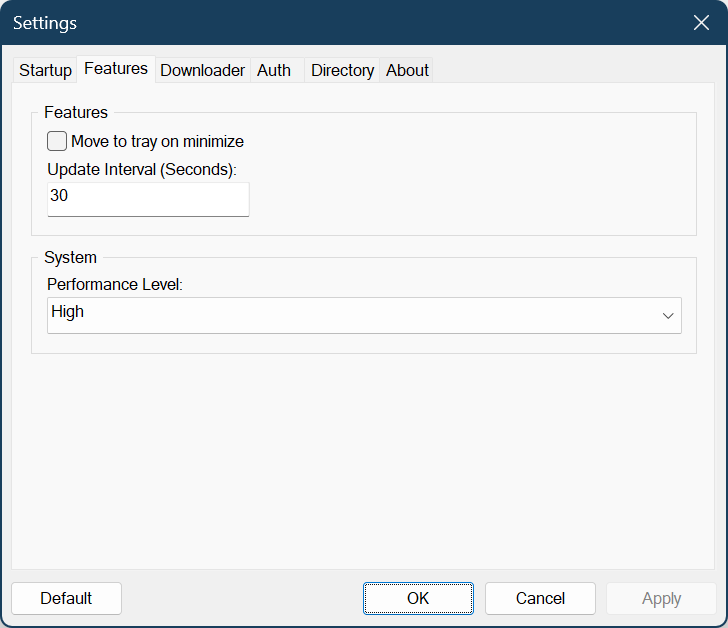 Settings
Startup Features Downloader Auth Directory About
Features
Move to tray on minimize
Update Interval (Seconds):
30
System
Performance Level:
High
Default OK Cancel Apply